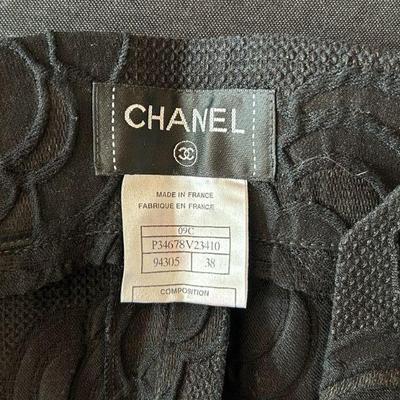 CHANEL
MADE IN FRANCE
FABRIQUE EN FRANCE
09C
P34678V23410
94305 38
COMPOSITION